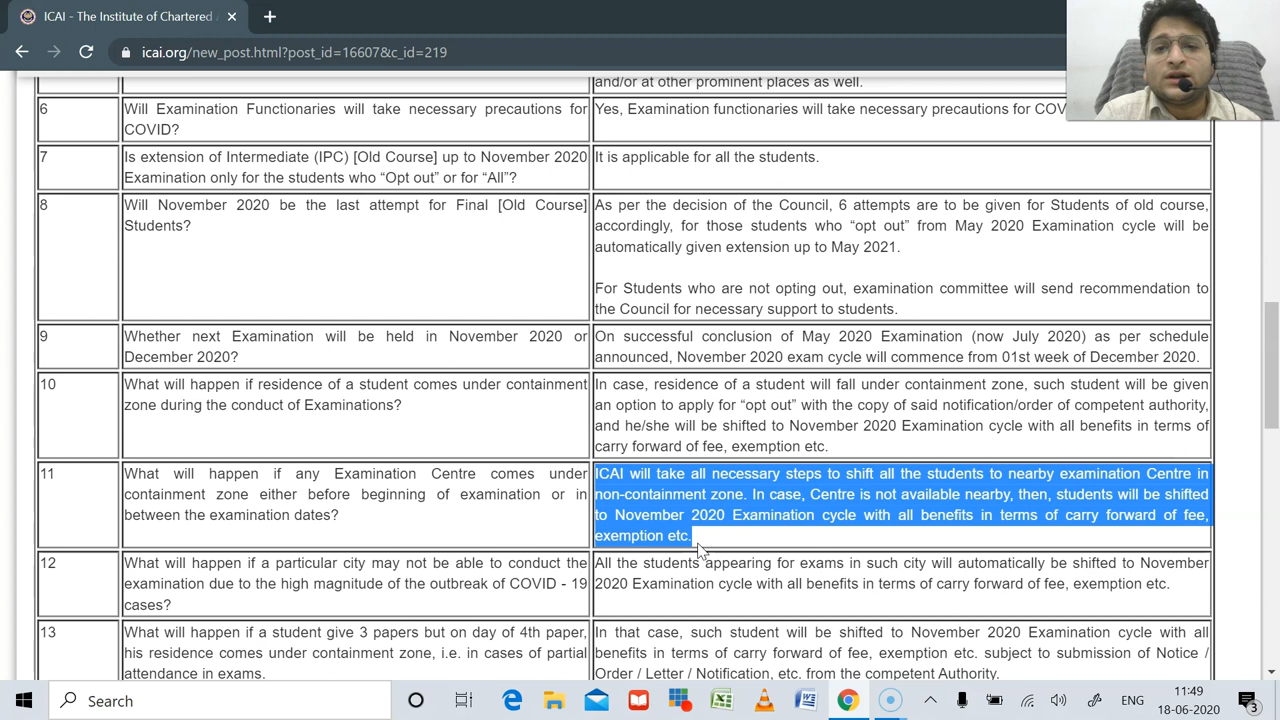 ICAI - The Institute of Chartered
icai.org/new_post.html?post_id=16607&c_id=219
and/or at other prominent places as well.
6
Will Examination Functionaries will take necessary precautions for
COVID?
Yes, Examination functionaries will take necessary precautions for
7
Is extension of Intermediate (IPC) [Old Course] up to November 2020
Examination only for the students who “Opt out” or for “All”?
It is applicable for all the students.
8
Will November 2020 be the last attempt for Final [Old Course]
Students?
As per the decision of the Council, 6 attempts are to be given for Students of old course,
accordingly, for those students who “opt out” from May 2020 Examination cycle will be
automatically given extension up to May 2021.
For Students who are not opting out, examination committee will send recommendation to
the Council for necessary support to students.
9
Whether next Examination will be held in November 2020 or
December 2020?
On successful conclusion of May 2020 Examination (now July 2020) as per schedule
announced, November 2020 exam cycle will commence from 01st week of December 2020.
10
What will happen if residence of a student comes under containment
zone during the conduct of Examinations?
In case, residence of a student will fall under containment zone, such student will be given
an option to apply for “opt out” with the copy of said notification/order of competent authority,
and he/she will be shifted to November 2020 Examination cycle with all benefits in terms of
carry forward of fee, exemption etc.
11
What will happen if any Examination Centre comes under
containment zone either before beginning of examination or in
between the examination dates?
ICAI will take all necessary steps to shift all the students to nearby examination Centre in
non-containment zone. In case, Centre is not available nearby, then, students will be shifted
to November 2020 Examination cycle with all benefits in terms of carry forward of fee,
exemption etc.
12
What will happen if a particular city may not be able to conduct the
examination due to the high magnitude of the outbreak of COVID - 19
cases?
All the students appearing for exams in such city will automatically be shifted to November
2020 Examination cycle with all benefits in terms of carry forward of fee, exemption etc.
13
What will happen if a student give 3 papers but on day of 4th paper,
his residence comes under containment zone, i.e. in cases of partial
attendance in exams.
In that case, such student will be shifted to November 2020 Examination cycle with all
benefits in terms of carry forward of fee, exemption etc. subject to submission of Notice /
Order / Letter / Notification, etc. from the competent Authority.
Search
ENG
11:49
18-06-2020
3